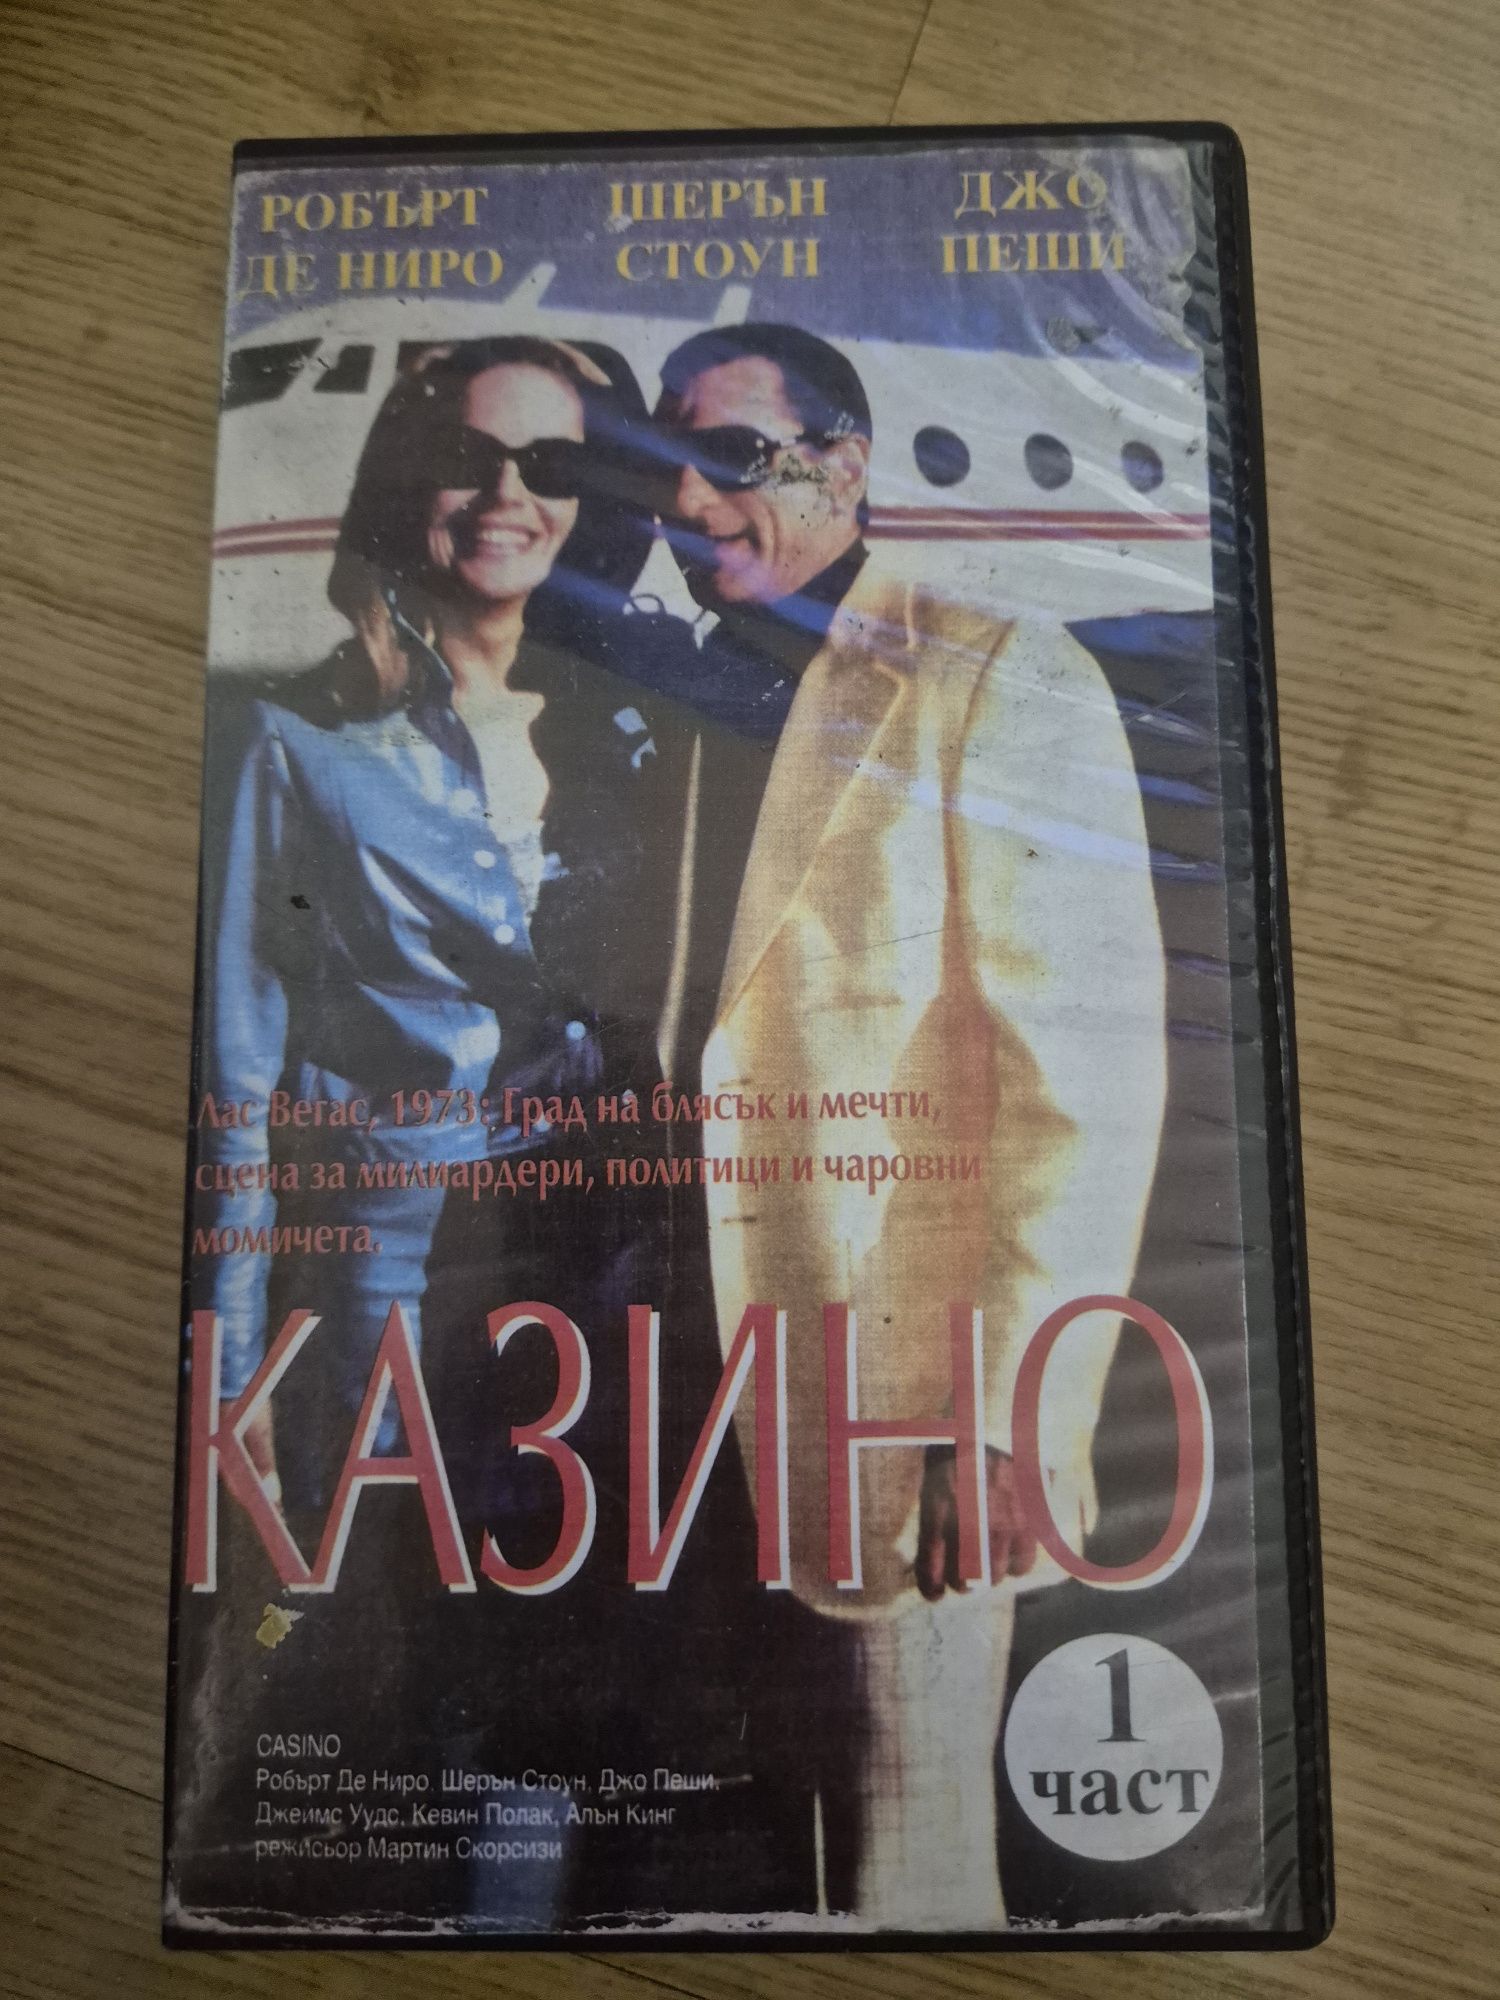 РОБЪРТ ДЕ НИРО
ШЕРЪН СТОУН
ДЖО ПЕШИ
Лас Вегас, 1973: Град на блясък и мечти,
сцена за милиардери, политици и чаровни
момичета.
КАЗИНО
1
част
CASINO
Робърт Де Ниро, Шерън Стоун, Джо Пеши,
Джеймс Уудс, Кевин Полак, Алън Кинг
режисьор Мартин Скорсизи